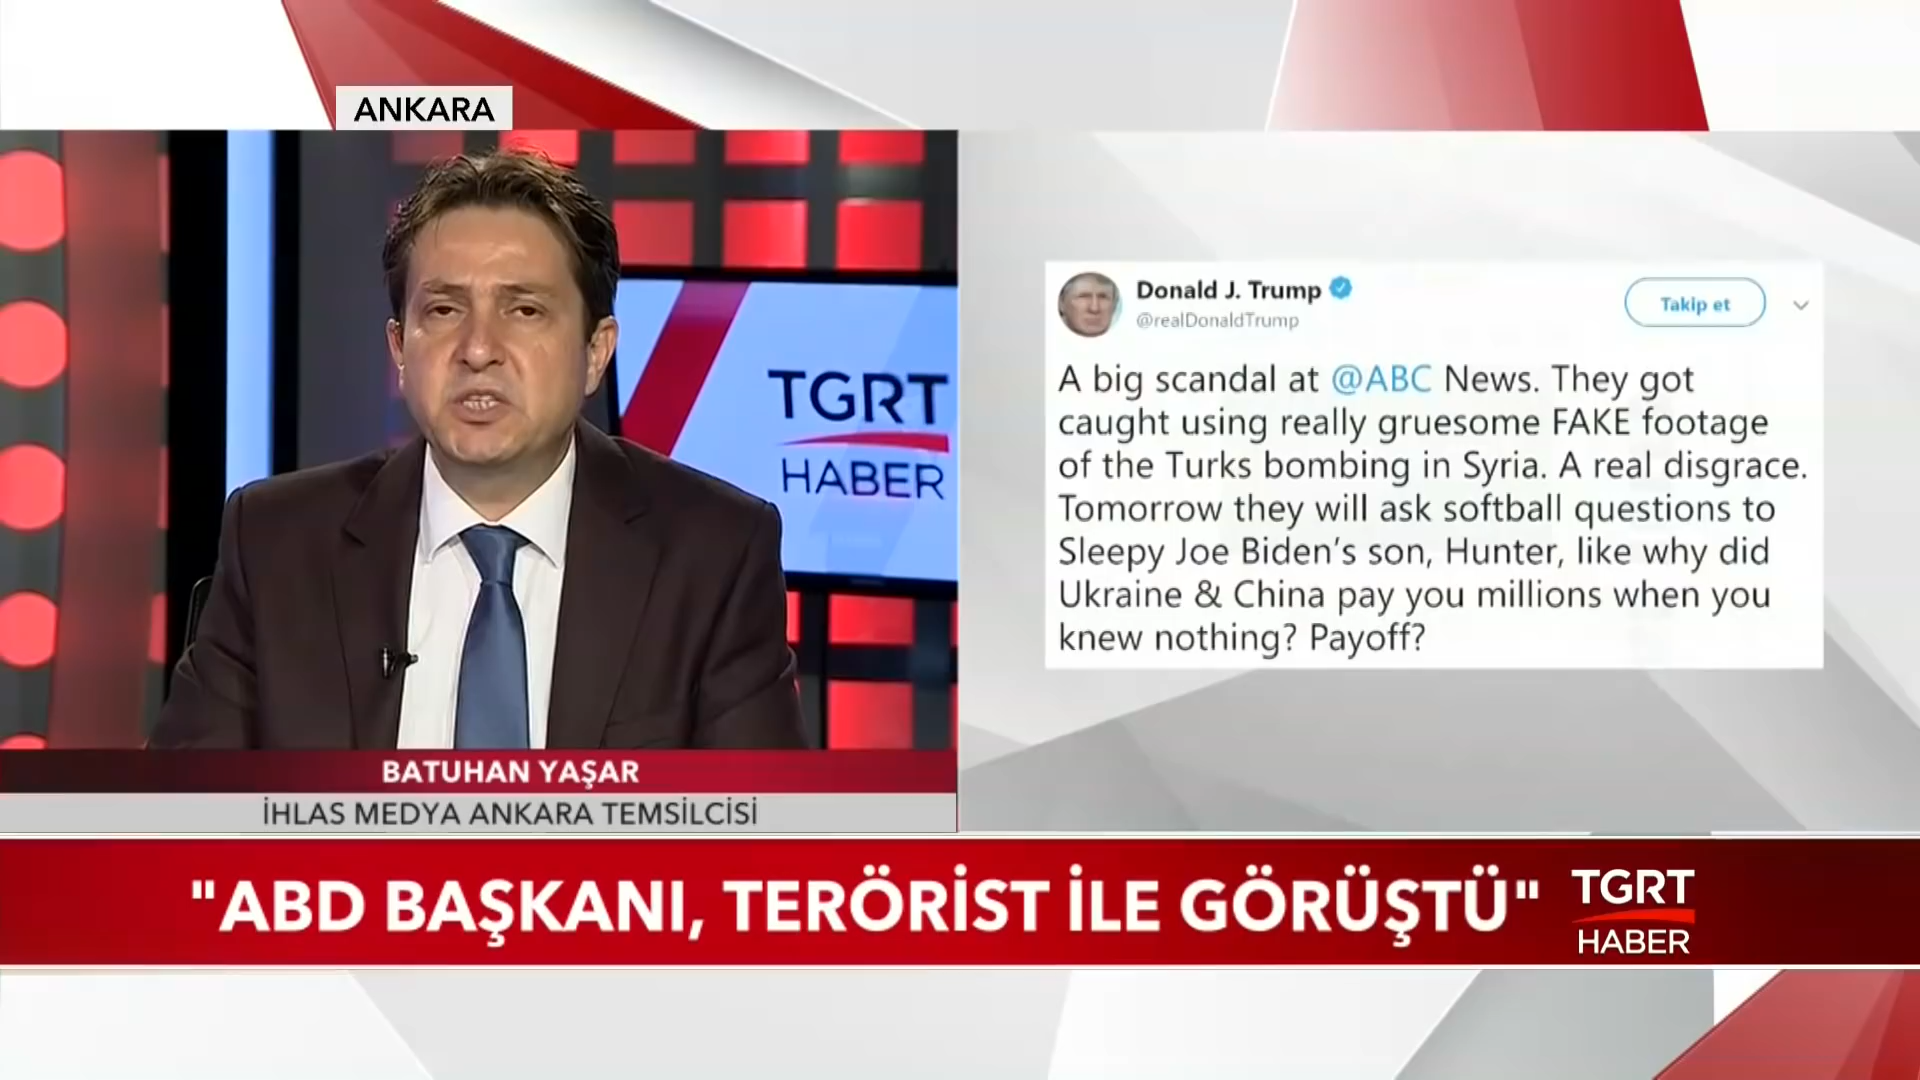 ANKARA
TGRT
HABER
Donald J. Trump
@realDonaldTrump
Takip et
A big scandal at @ABC News. They got
caught using really gruesome FAKE footage
of the Turks bombing in Syria. A real disgrace.
Tomorrow they will ask softball questions to
Sleepy Joe Biden's son, Hunter, like why did
Ukraine & China pay you millions when you
knew nothing? Payoff?
BATUHAN YAŞAR
İHLAS MEDYA ANKARA TEMSİLCİSİ
"ABD BAŞKANI, TERÖRİST İLE GÖRÜŞTÜ"
TGRT
HABER